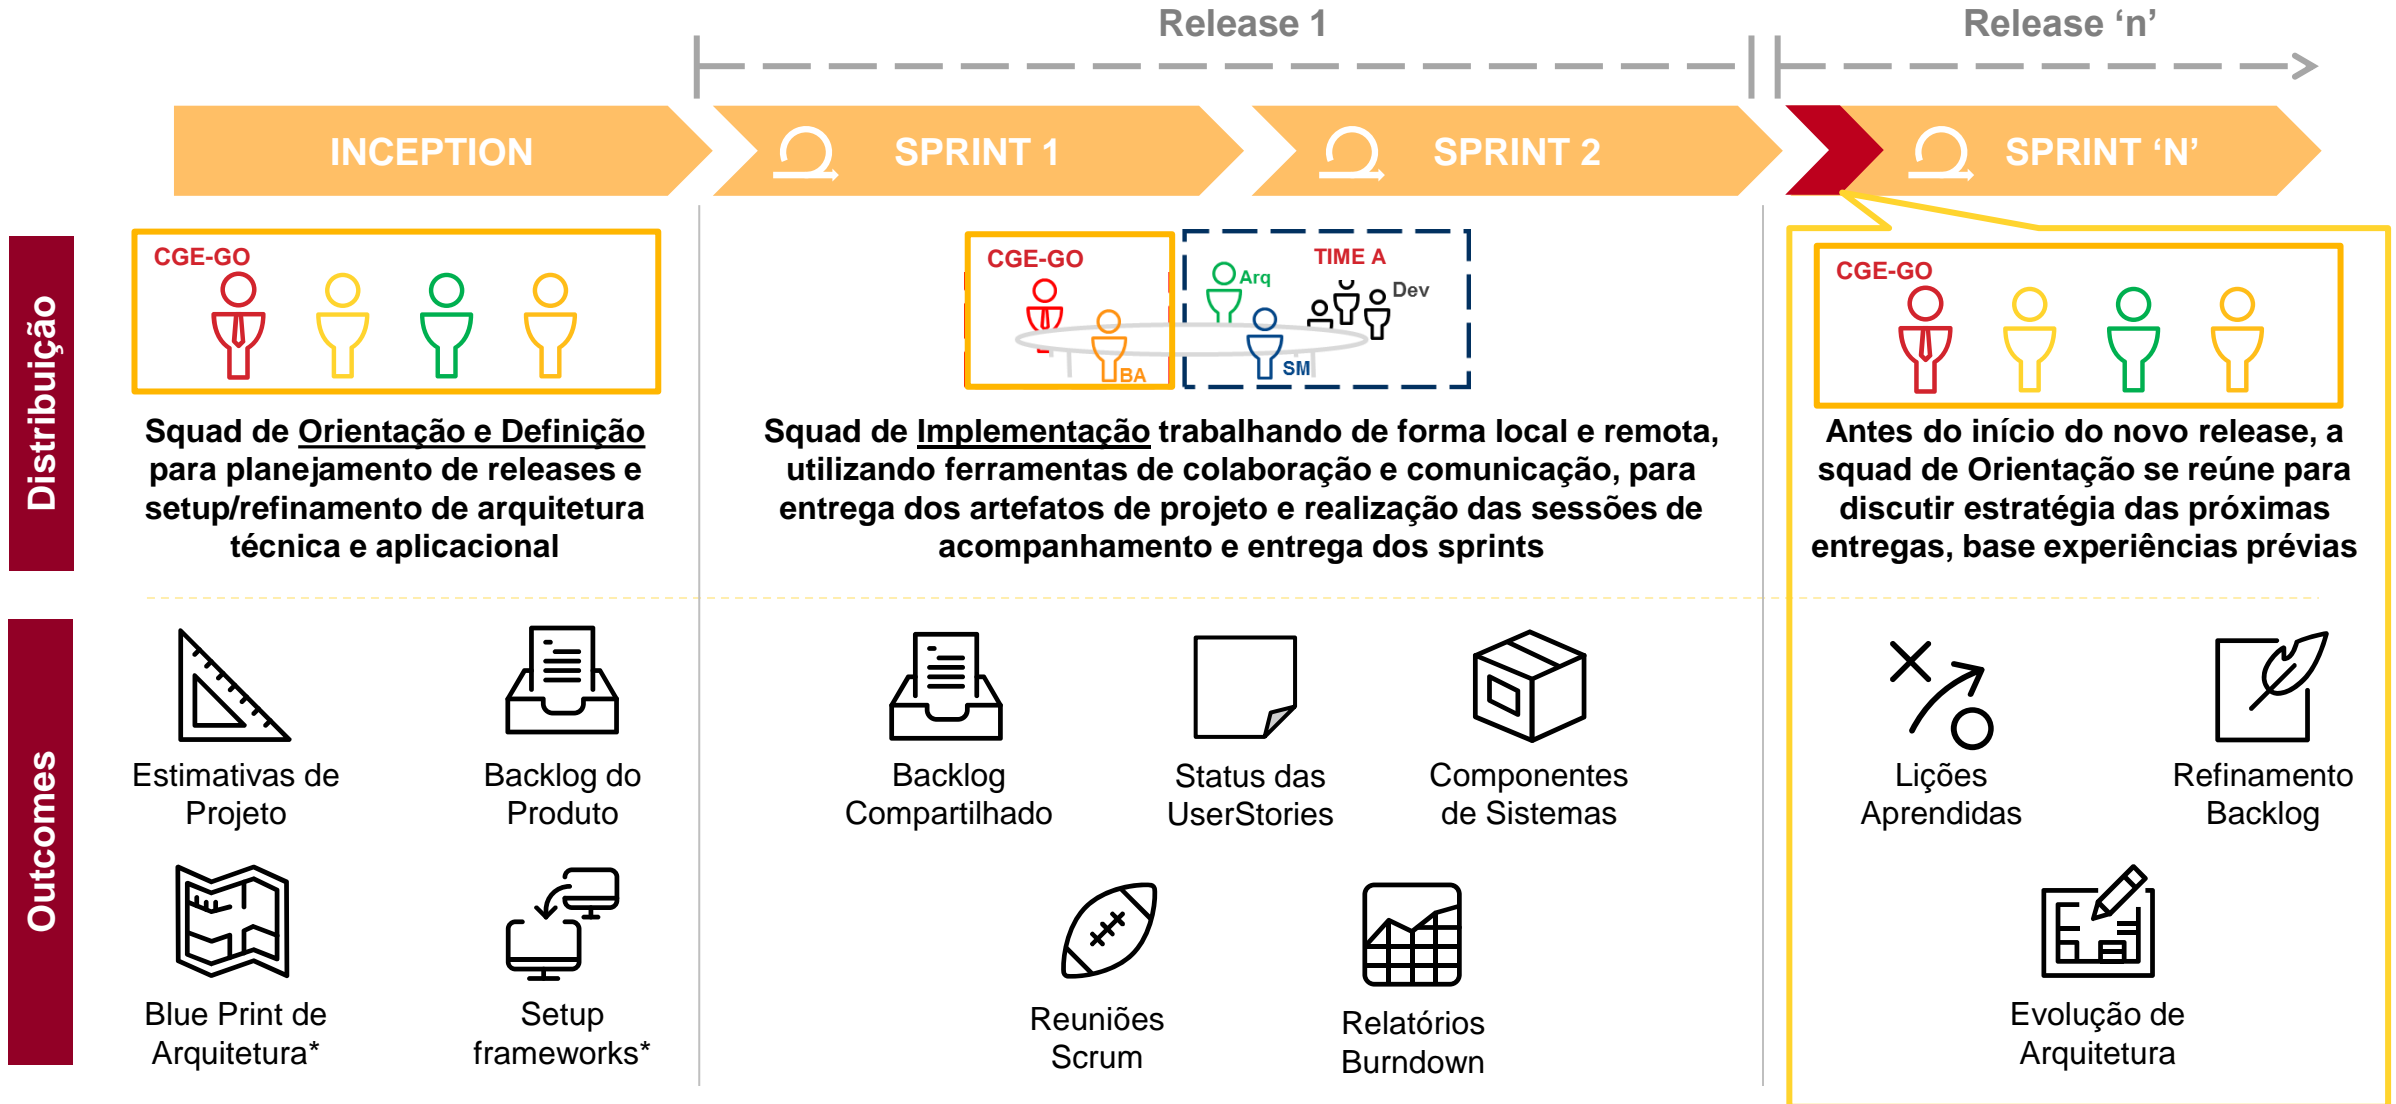 Release 1
Release ‘n’
INCEPTION
SPRINT 1
SPRINT 2
SPRINT ‘N’
Distribuição
CGE-GO
Squad de Orientação e Definição
para planejamento de releases e
setup/refinamento de arquitetura
técnica e aplicacional
CGE-GO
BA
TIME A
Arq
Dev
SM
Squad de Implementação trabalhando de forma local e remota,
utilizando ferramentas de colaboração e comunicação, para
entrega dos artefatos de projeto e realização das sessões de
acompanhamento e entrega dos sprints
CGE-GO
Antes do início do novo release, a
squad de Orientação se reúne para
discutir estratégia das próximas
entregas, base experiências prévias
Outcomes
Estimativas de
Projeto
Backlog do
Produto
Blue Print de
Arquitetura*
Setup
frameworks*
Backlog
Compartilhado
Status das
UserStories
Componentes
de Sistemas
Reuniões
Scrum
Relatórios
Burndown
Lições
Aprendidas
Refinamento
Backlog
Evolução de
Arquitetura